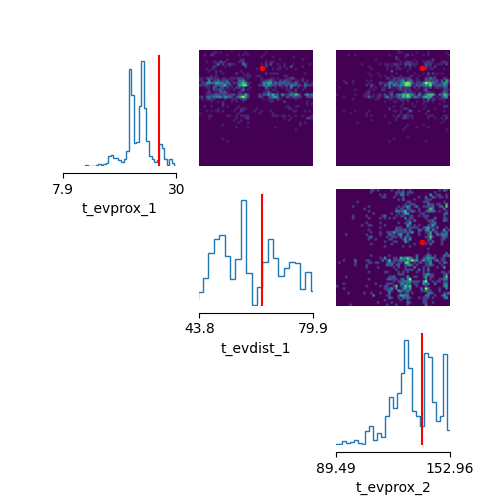 7.9 30
t_evprox_1
43.8 79.9
t_evdist_1
89.49 152.96
t_evprox_2